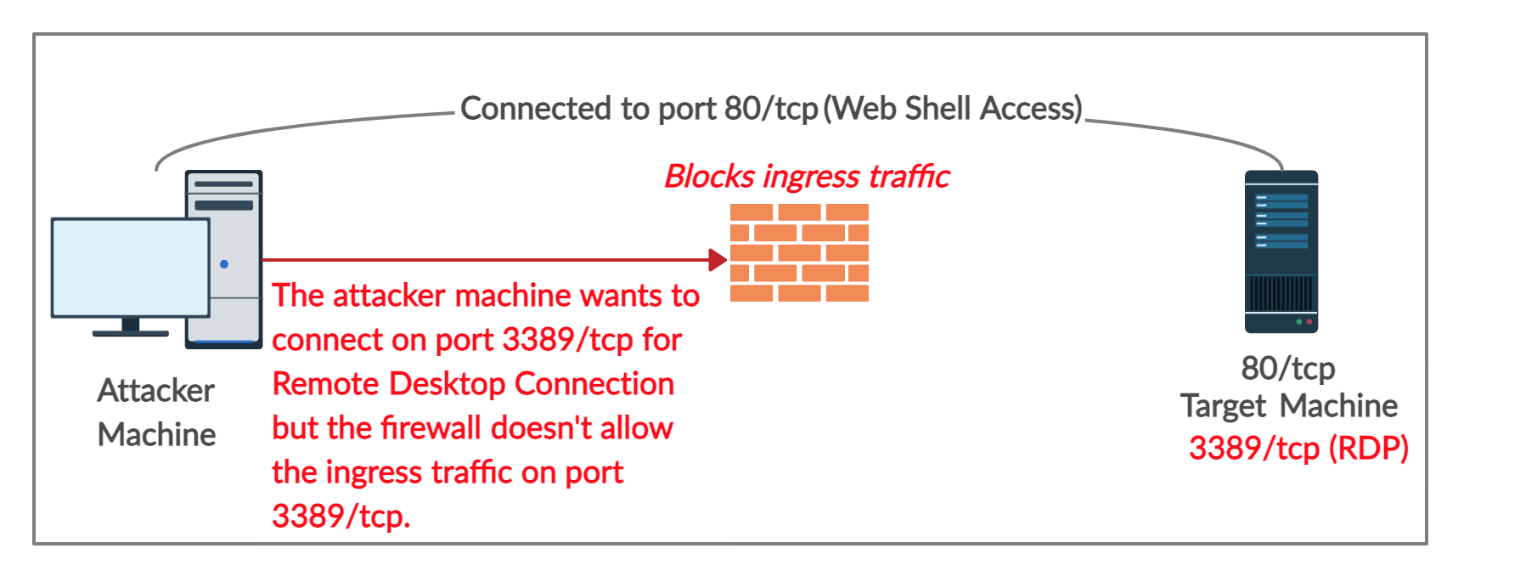 Connected to port 80/tcp (Web Shell Access)
Blocks ingress traffic
The attacker machine wants to
connect on port 3389/tcp for
Remote Desktop Connection
but the firewall doesn't allow
the ingress traffic on port
3389/tcp.
Attacker
Machine
80/tcp
Target Machine
3389/tcp (RDP)